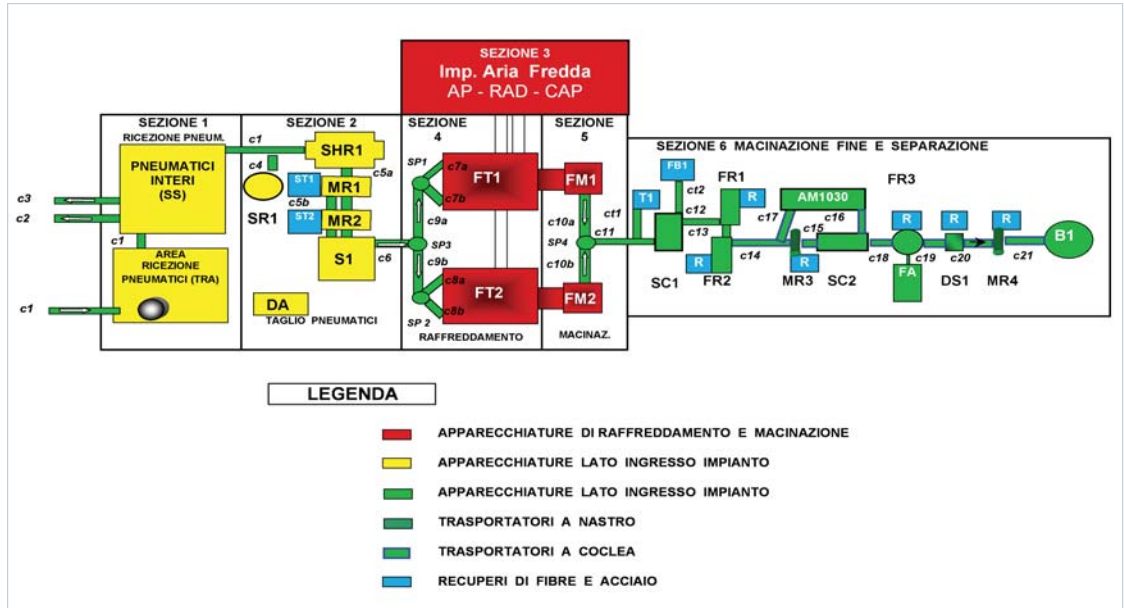 SEZIONE 3
Imp. Aria Fredda
AP - RAD - CAP
SEZIONE 1
RICEZIONE PNEUM.
PNEUMATICI
INTERI
(SS)
c1
c3
c2
c1
AREA
RICEZIONE
PNEUMATICI (TRA)
c1
SEZIONE 2
SHR1
c4
c5a
SR1
ST1
MR1
c5b
ST2
MR2
S1
c6
DA
TAGLIO PNEUMATICI
SEZIONE
4
SP1
c7a
c7b
FT1
c9a
SP3
c9b
c8a
c8b
SP 2
FT2
RAFFREDDAMENTO
SEZIONE
5
FM1
c10a
SP4
c10b
FM2
MACINAZ.
SEZIONE 6 MACINAZIONE FINE E SEPARAZIONE
ct1
c11
T1
FB1
ct2
c12
c13
SC1
FR1
R
R
FR2
c14
AM1030
c17
c16
c15
R
MR3
SC2
FR3
c18
R
c19
FA
R
c20
DS1
R
MR4
c21
B1
LEGENDA
APPARECCHIATURE DI RAFFREDDAMENTO E MACINAZIONE
APPARECCHIATURE LATO INGRESSO IMPIANTO
APPARECCHIATURE LATO INGRESSO IMPIANTO
TRASPORTATORI A NASTRO
TRASPORTATORI A COCLEA
RECUPERI DI FIBRE E ACCIAIO